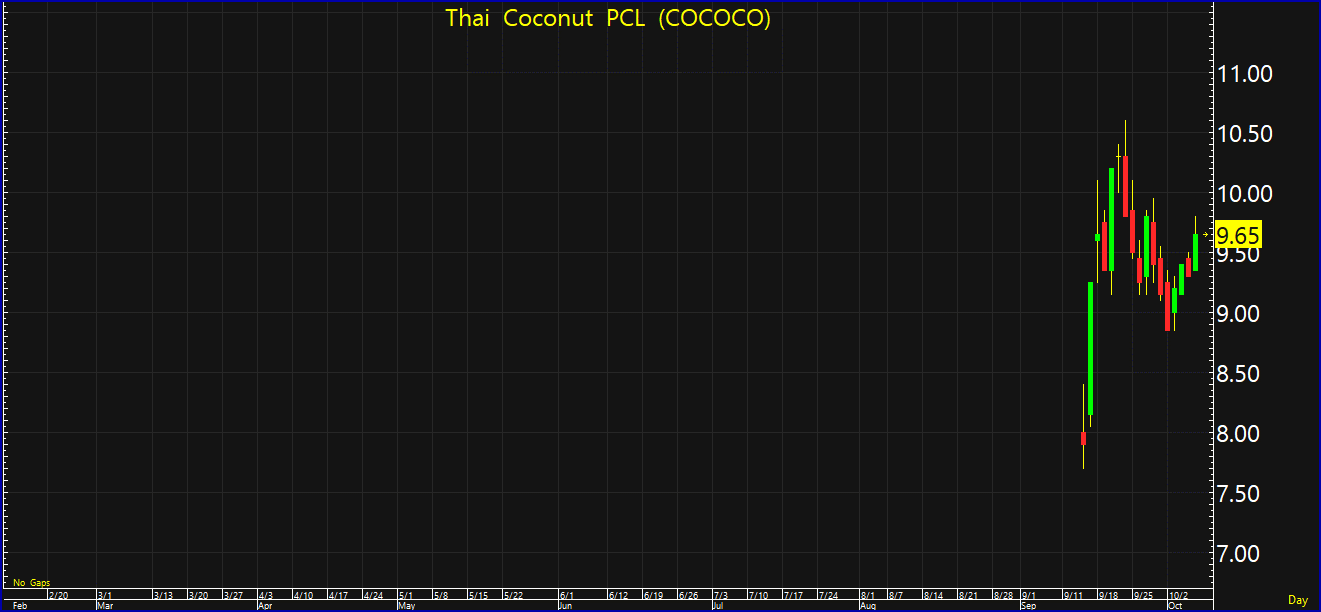 Thai Coconut PCL (COCOCO)
11.00
10.50
10.00
9.65
9.50
9.00
8.50
8.00
7.50
7.00
No Gaps
2/20 3/1 3/13 3/20 3/27 4/3 4/10 4/17 4/24 5/1 5/8 5/15 5/22 6/1 6/12 6/19 6/26 7/3 7/10 7/17 7/24 8/1 8/7 8/14 8/21 8/28 9/1 9/11 9/18 9/25 10/2
Feb Mar Apr May Jun Jul Aug Sep Oct Day